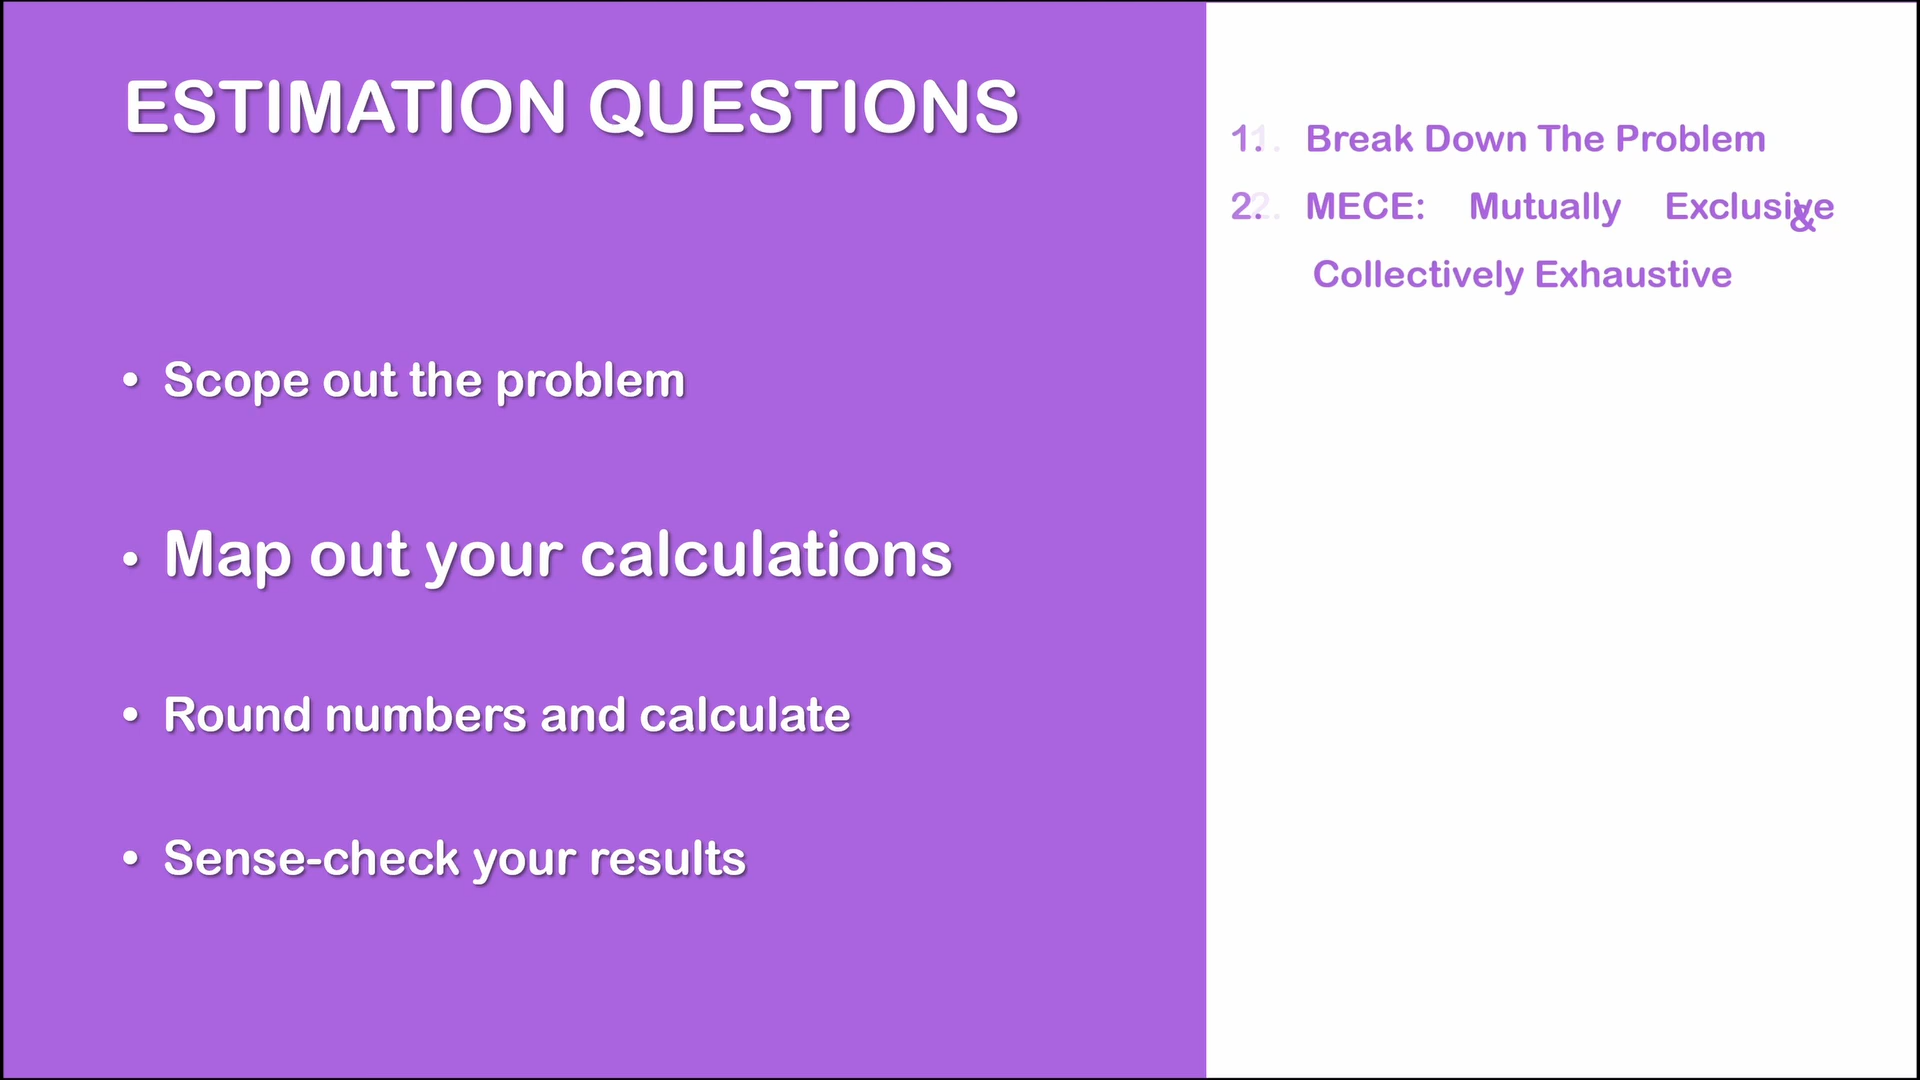 ESTIMATION QUESTIONS
• Scope out the problem
• Map out your calculations
• Round numbers and calculate
• Sense-check your results
1. Break Down The Problem
2. MECE: Mutually Exclusive &
Collectively Exhaustive